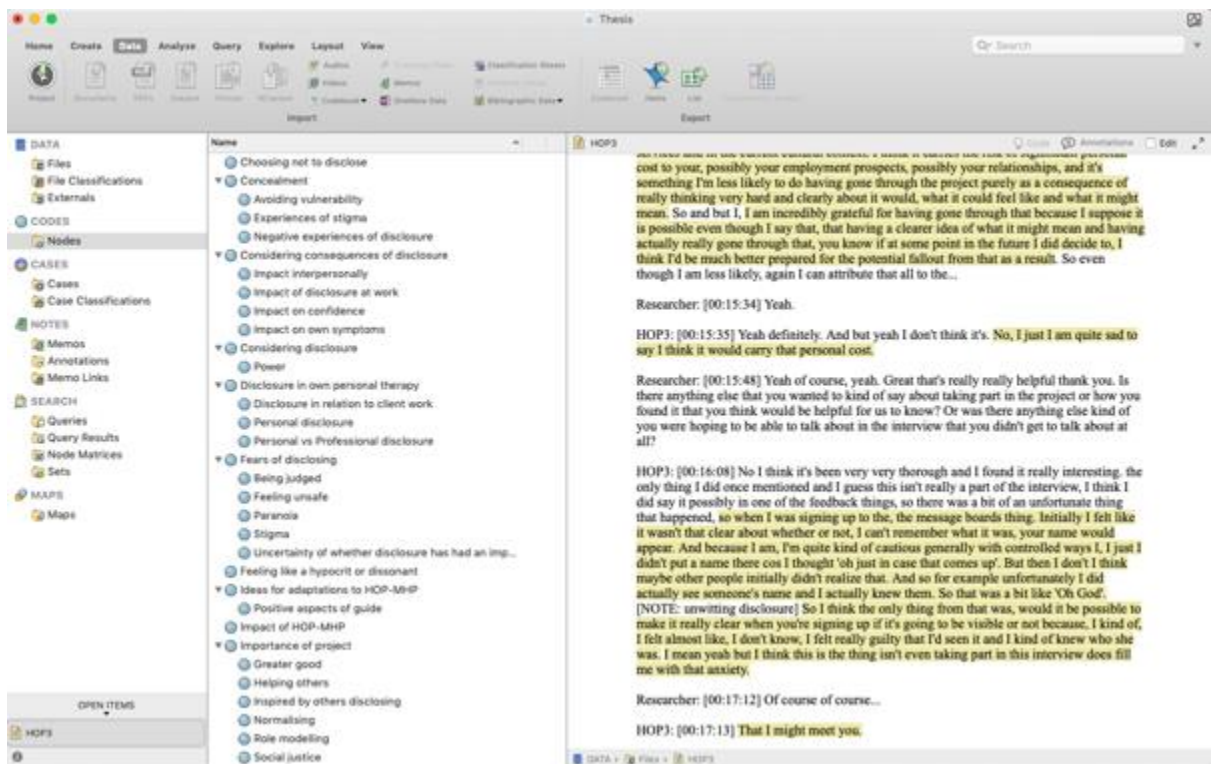 Thesis
Home Create Data Analyse Query Explore Layout View
Search
Project
Audios
Classification Sheets
Videos
Memos
Codebook
OneNote Data
Bibliographic Data
Items
List
Import
Export
DATA
Files
File Classifications
Externals
CODES
Nodes
CASES
Cases
Case Classifications
NOTES
Memos
Annotations
Memo Links
SEARCH
Queries
Query Results
Node Matrices
Sets
MAPS
Maps
OPEN ITEMS
HOP3
Name
Choosing not to disclose
Concealment
Avoiding vulnerability
Experiences of stigma
Negative experiences of disclosure
Considering consequences of disclosure
Impact interpersonally
Impact of disclosure at work
Impact on confidence
Impact on own symptoms
Considering disclosure
Power
Disclosure in own personal therapy
Disclosure in relation to client work
Personal disclosure
Personal vs Professional disclosure
Fears of disclosing
Being judged
Feeling unsafe
Paranoia
Stigma
Uncertainty of whether disclosure has had an imp...
Feeling like a hypocrit or dissonant
Ideas for adaptations to HOP-MHP
Positive aspects of guide
Impact of HOP-MHP
Importance of project
Greater good
Helping others
Inspired by others disclosing
Normalising
Role modelling
Social justice
HOP3
Code Annotations Edit
cost to your, possibly your employment prospects, possibly your relationships, and it's
something I'm less likely to do having gone through the project purely as a consequence of
really thinking very hard and clearly about it would, what it could feel like and what it might
mean. So and but I, I am incredibly grateful for having gone through that because I suppose it
is possible even though I say that, that having a clearer idea of what it might mean and having
actually really gone through that, you know if at some point in the future I did decide to, I
think I'd be much better prepared for the potential fallout from that as a result. So even
though I am less likely, again I can attribute that all to the...
Researcher: [00:15:34] Yeah.
HOP3: [00:15:35] Yeah definitely. And but yeah I don't think it's. No, I just I am quite sad to
say I think it would carry that personal cost.
Researcher: [00:15:48] Yeah of course, yeah. Great that's really really helpful thank you. Is
there anything else that you wanted to kind of say about taking part in the project or how you
found it that you think would be helpful for us to know? Or was there anything else kind of
you were hoping to be able to talk about in the interview that you didn't get to talk about at
all?
HOP3: [00:16:08] No I think it's been very very thorough and I found it really interesting. the
only thing I did once mentioned and I guess this isn't really a part of the interview, I think I
did say it possibly in one of the feedback things, so there was a bit of an unfortunate thing
that happened, so when I was signing up to the, the message boards thing. Initially I felt like
it wasn't that clear about whether or not, I can't remember what it was, your name would
appear. And because I am, I'm quite kind of cautious generally with controlled ways I, I just I
didn't put a name there cos I thought 'oh just in case that comes up'. But then I don't I think
maybe other people initially didn't realize that. And so for example unfortunately I did
actually see someone's name and I actually knew them. So that was a bit like 'Oh God'.
[NOTE: unwitting disclosure] So I think the only thing from that was, would it be possible to
make it really clear when you're signing up if it's going to be visible or not because, I kind of,
I felt almost like, I don't know, I felt really guilty that I'd seen it and I kind of knew who she
was. I mean yeah but I think this is the thing isn't even taking part in this interview does fill
me with that anxiety.
Researcher: [00:17:12] Of course of course...
HOP3: [00:17:13] That I might meet you.
DATA Files HOP3